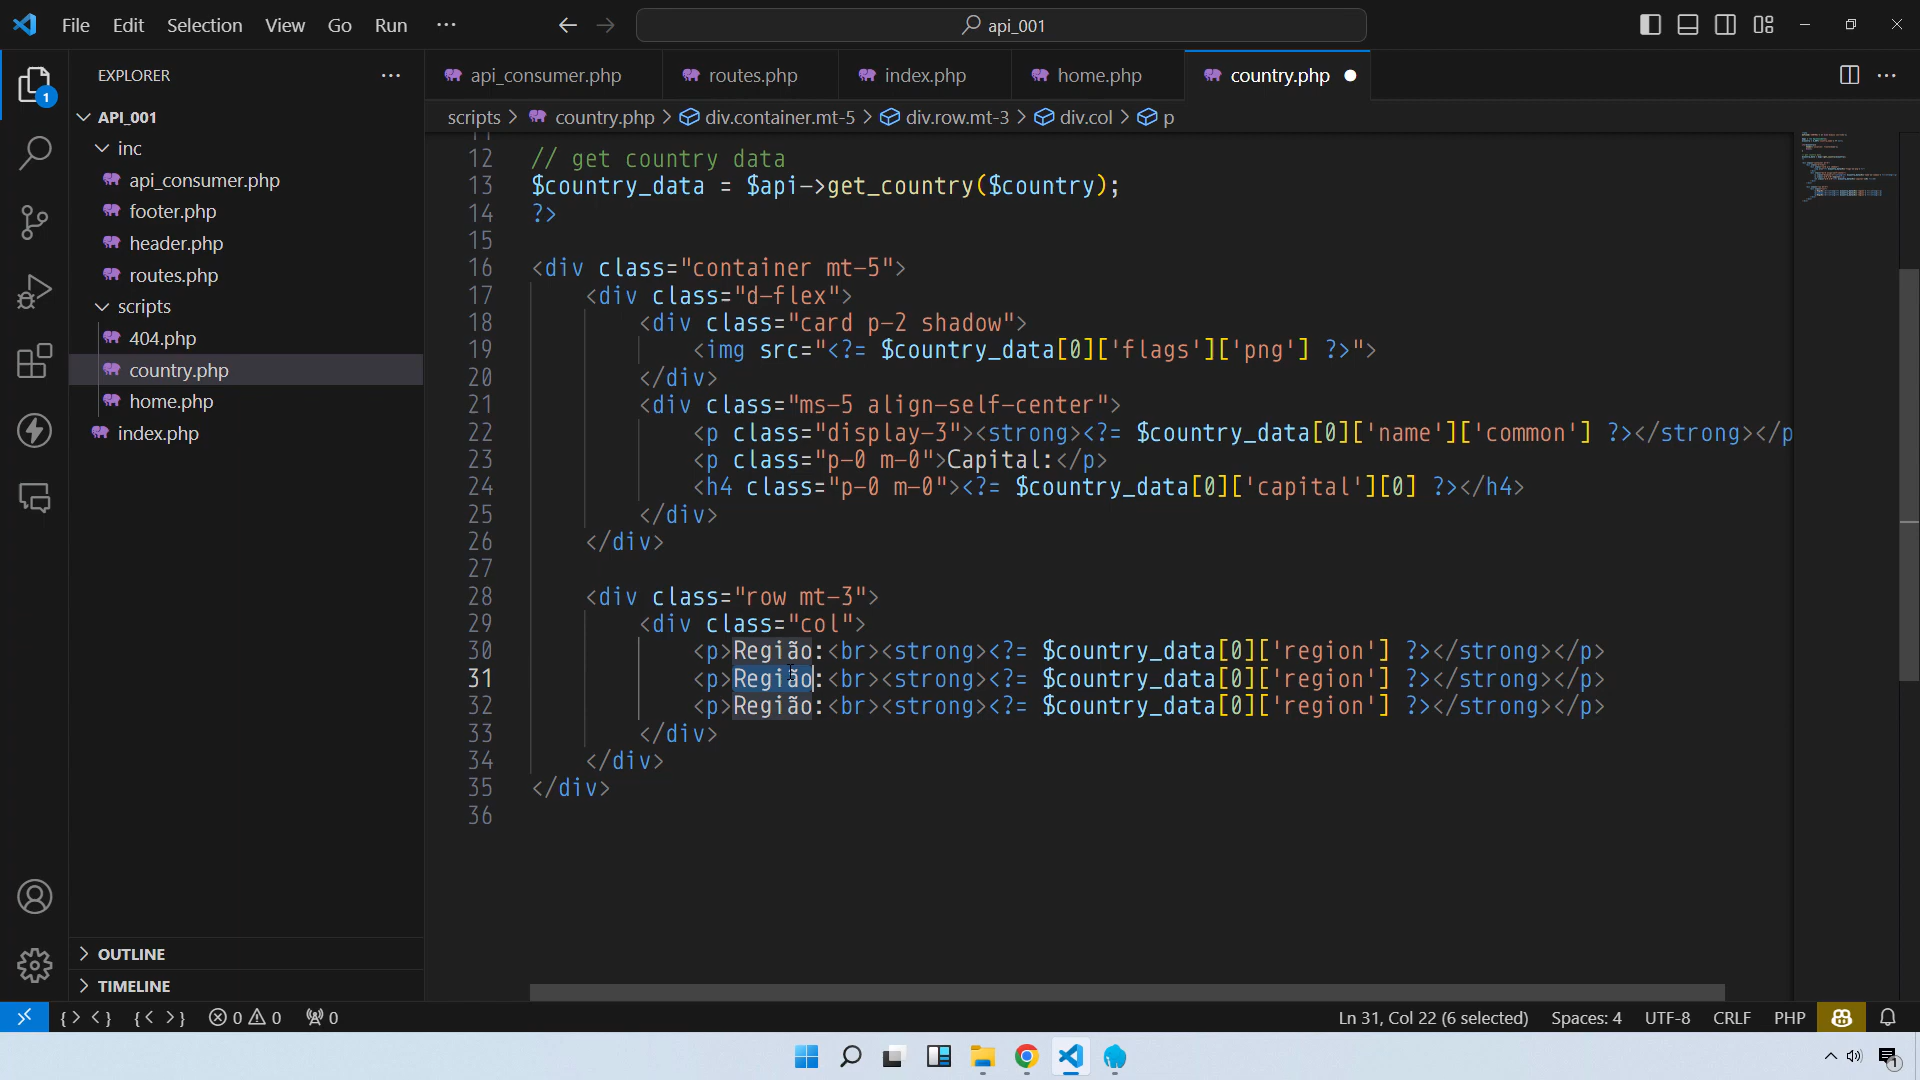 File Edit Selection View Go Run ··· api_001
EXPLORER ···
API_001
inc
api_consumer.php
footer.php
header.php
routes.php
scripts
404.php
country.php
home.php
index.php
OUTLINE
TIMELINE
1
api_consumer.php routes.php index.php home.php country.php
scripts > country.php > div.container.mt-5 > div.row.mt-3 > div.col > p
12 // get country data
13 $country_data = $api->get_country($country);
14 ?>
15
16 <div class="container mt-5">
17 <div class="d-flex">
18 <div class="card p-2 shadow">
19 <img src="<?= $country_data[0]['flags']['png'] ?>">
20 </div>
21 <div class="ms-5 align-self-center">
22 <p class="display-3"><strong><?= $country_data[0]['name']['common'] ?></strong></p
23 <p class="p-0 m-0">Capital:</p>
24 <h4 class="p-0 m-0"><?= $country_data[0]['capital'][0] ?></h4>
25 </div>
26 </div>
27
28 <div class="row mt-3">
29 <div class="col">
30 <p>Região:<br><strong><?= $country_data[0]['region'] ?></strong></p>
31 <p>Região:<br><strong><?= $country_data[0]['region'] ?></strong></p>
32 <p>Região:<br><strong><?= $country_data[0]['region'] ?></strong></p>
33 </div>
34 </div>
35 </div>
36
0 0 0 Ln 31, Col 22 (6 selected) Spaces: 4 UTF-8 CRLF PHP
1